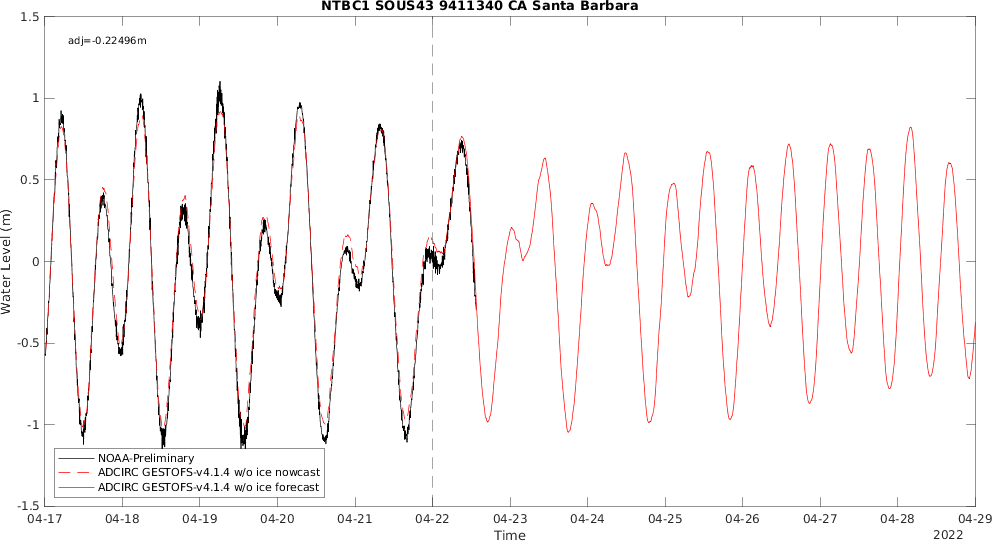 NTBC1 SOUS43 9411340 CA Santa Barbara
1.5
adj=-0.22496m
1
0.5
0
-0.5
-1
-1.5
Water Level (m)
NOAA-Preliminary
ADCIRC GESTOFS-v4.1.4 w/o ice nowcast
ADCIRC GESTOFS-v4.1.4 w/o ice forecast
04-17 04-18 04-19 04-20 04-21 04-22 04-23 04-24 04-25 04-26 04-27 04-28 04-29
Time
2022